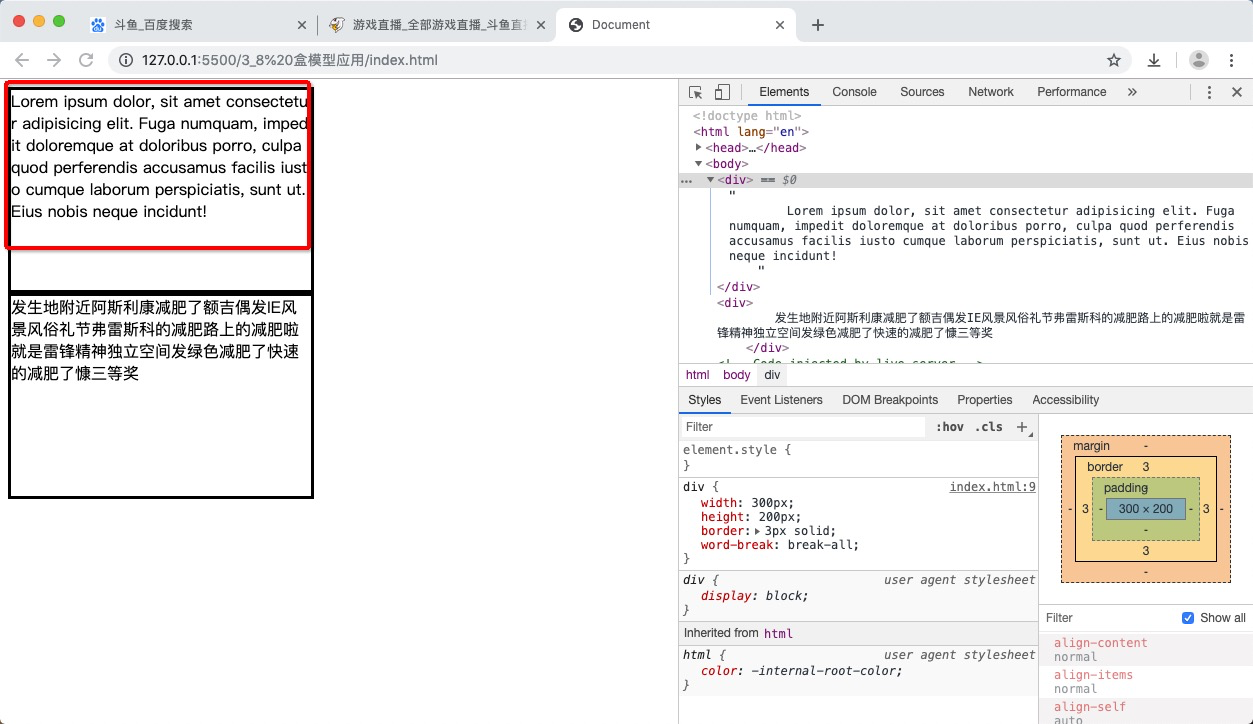 斗鱼_百度搜索
游戏直播_全部游戏直播_斗鱼直
Document
127.0.0.1:5500/3_8%20盒模型应用/index.html
Lorem ipsum dolor, sit amet consectetu
r adipisicing elit. Fuga numquam, imped
it doloremque at doloribus porro, culpa
quod perferendis accusamus facilis iust
o cumque laborum perspiciatis, sunt ut.
Eius nobis neque incidunt!
发生地附近阿斯利康减肥了额吉偶发IE风
景风俗礼节弗雷斯科的减肥路上的减肥啦
就是雷锋精神独立空间发绿色减肥了快速
的减肥了慷三等奖
Elements Console Sources Network Performance »
<!doctype html>
<html lang="en">
<head>…</head>
<body>
<div> == $0
"
Lorem ipsum dolor, sit amet consectetur adipisicing elit. Fuga
numquam, impedit doloremque at doloribus porro, culpa quod perferendis
accusamus facilis iusto cumque laborum perspiciatis, sunt ut. Eius nobis
neque incidunt!
"
</div>
<div>
发生地附近阿斯利康减肥了额吉偶发IE风景风俗礼节弗雷斯科的减肥路上的减肥啦就是雷
锋精神独立空间发绿色减肥了快速的减肥了慷三等奖
</div>
<!-- Code injected by live-server -->
html body div
Styles Event Listeners DOM Breakpoints Properties Accessibility
Filter :hov .cls +
element.style {
}
div { index.html:9
width: 300px;
height: 200px;
border: 3px solid;
word-break: break-all;
}
div { user agent stylesheet
display: block;
}
Inherited from html
html { user agent stylesheet
color: -internal-root-color;
}
margin -
border 3
padding -
- 3 - 300 × 200 - 3 -
-
3
-
Filter Show all
align-content
normal
align-items
normal
align-self
auto